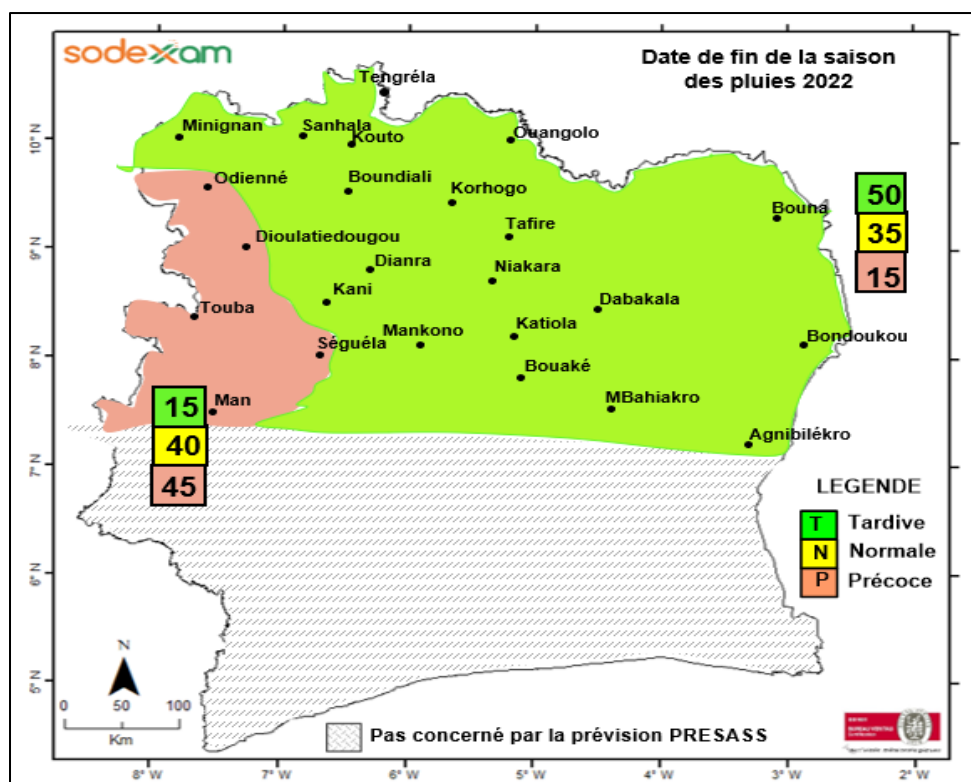 sodexam
Date de fin de la saison
des pluies 2022
Tengréla
Minignan
Sanhala
Kouto
Ouangolo
10° N
Odienné
Boundiali
Korhogo
Bouna
50
35
15
Tafire
9° N
Dioulatiedougou
Dianra
Niakara
Kani
Dabakala
Touba
Mankono
Katiola
Bondoukou
8° N
Séguéla
Bouaké
Man
MBahiakro
15
40
45
Agnibilékro
7° N
LEGENDE
T Tardive
N Normale
P Précoce
6° N
5° N
N
0 50 100
Km
Pas concerné par la prévision PRESASS
BUREAU VERITAS
Certification
8° W 7° W 6° W 5° W 4° W 3° W 2° W